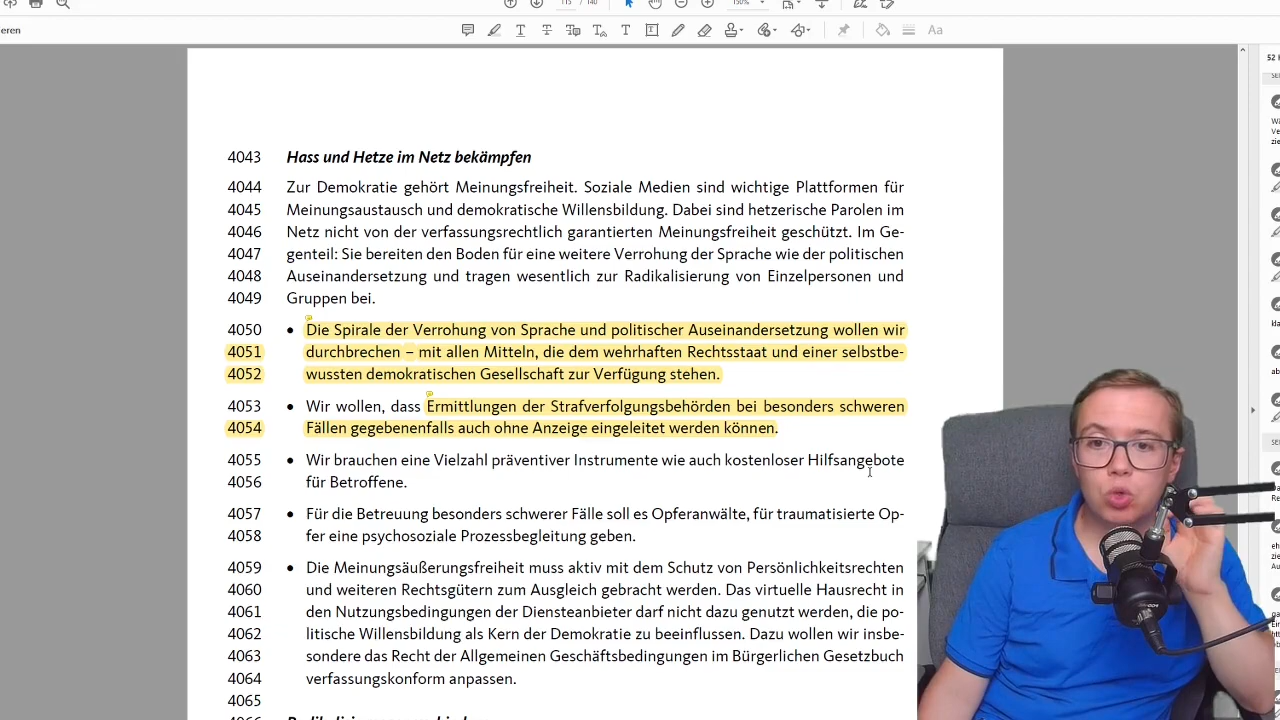 eren
115 / 140
150%
Aa
52
4043 Hass und Hetze im Netz bekämpfen
4044 Zur Demokratie gehört Meinungsfreiheit. Soziale Medien sind wichtige Plattformen für
4045 Meinungsaustausch und demokratische Willensbildung. Dabei sind hetzerische Parolen im
4046 Netz nicht von der verfassungsrechtlich garantierten Meinungsfreiheit geschützt. Im Ge-
4047 genteil: Sie bereiten den Boden für eine weitere Verrohung der Sprache wie der politischen
4048 Auseinandersetzung und tragen wesentlich zur Radikalisierung von Einzelpersonen und
4049 Gruppen bei.
4050 • Die Spirale der Verrohung von Sprache und politischer Auseinandersetzung wollen wir
4051 durchbrechen – mit allen Mitteln, die dem wehrhaften Rechtsstaat und einer selbstbe-
4052 wussten demokratischen Gesellschaft zur Verfügung stehen.
4053 • Wir wollen, dass Ermittlungen der Strafverfolgungsbehörden bei besonders schweren
4054 Fällen gegebenenfalls auch ohne Anzeige eingeleitet werden können.
4055 • Wir brauchen eine Vielzahl präventiver Instrumente wie auch kostenloser Hilfsangebote
4056 für Betroffene.
4057 • Für die Betreuung besonders schwerer Fälle soll es Opferanwälte, für traumatisierte Op-
4058 fer eine psychosoziale Prozessbegleitung geben.
4059 • Die Meinungsäußerungsfreiheit muss aktiv mit dem Schutz von Persönlichkeitsrechten
4060 und weiteren Rechtsgütern zum Ausgleich gebracht werden. Das virtuelle Hausrecht in
4061 den Nutzungsbedingungen der Diensteanbieter darf nicht dazu genutzt werden, die po-
4062 litische Willensbildung als Kern der Demokratie zu beeinflussen. Dazu wollen wir insbe-
4063 sondere das Recht der Allgemeinen Geschäftsbedingungen im Bürgerlichen Gesetzbuch
4064 verfassungskonform anpassen.
4065